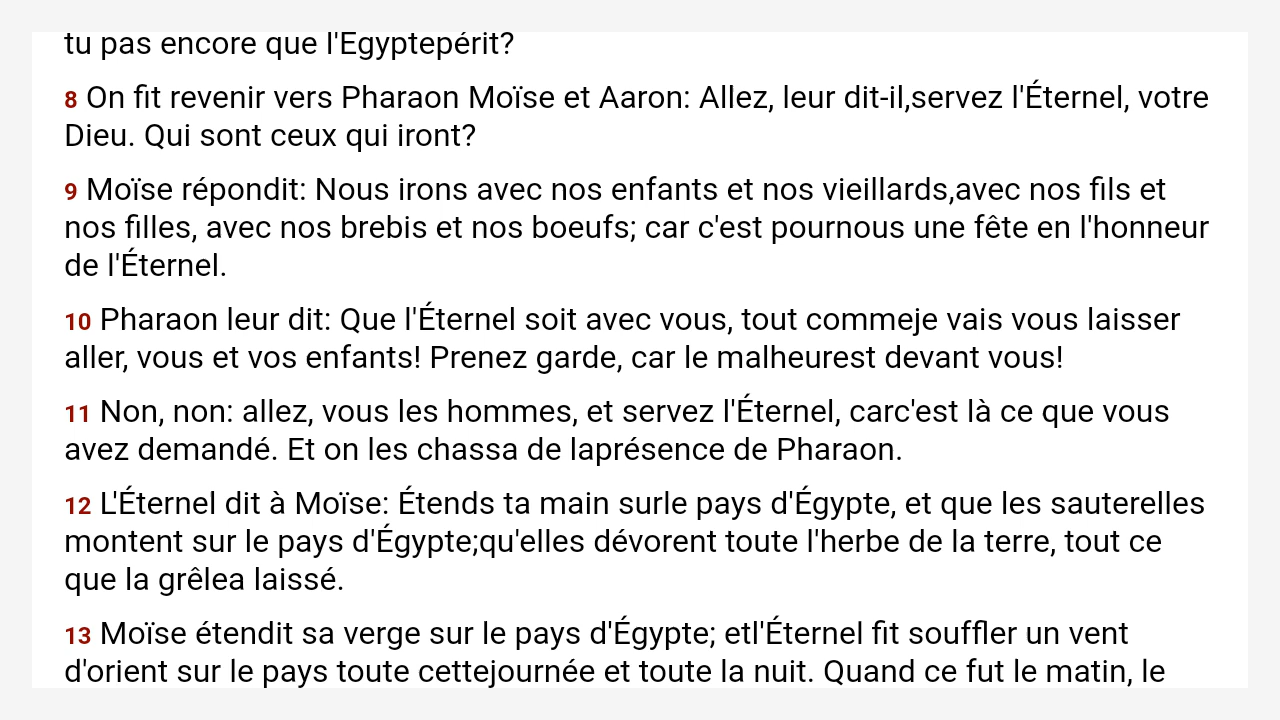 tu pas encore que l'Egyptepérit?
8 On fit revenir vers Pharaon Moïse et Aaron: Allez, leur dit-il,servez l'Éternel, votre
Dieu. Qui sont ceux qui iront?
9 Moïse répondit: Nous irons avec nos enfants et nos vieillards,avec nos fils et
nos filles, avec nos brebis et nos boeufs; car c'est pournous une fête en l'honneur
de l'Éternel.
10 Pharaon leur dit: Que l'Éternel soit avec vous, tout commeje vais vous laisser
aller, vous et vos enfants! Prenez garde, car le malheurest devant vous!
11 Non, non: allez, vous les hommes, et servez l'Éternel, carc'est là ce que vous
avez demandé. Et on les chassa de laprésence de Pharaon.
12 L'Éternel dit à Moïse: Étends ta main surle pays d'Égypte, et que les sauterelles
montent sur le pays d'Égypte;qu'elles dévorent toute l'herbe de la terre, tout ce
que la grêlea laissé.
13 Moïse étendit sa verge sur le pays d'Égypte; etl'Éternel fit souffler un vent
d'orient sur le pays toute cettejournée et toute la nuit. Quand ce fut le matin, le